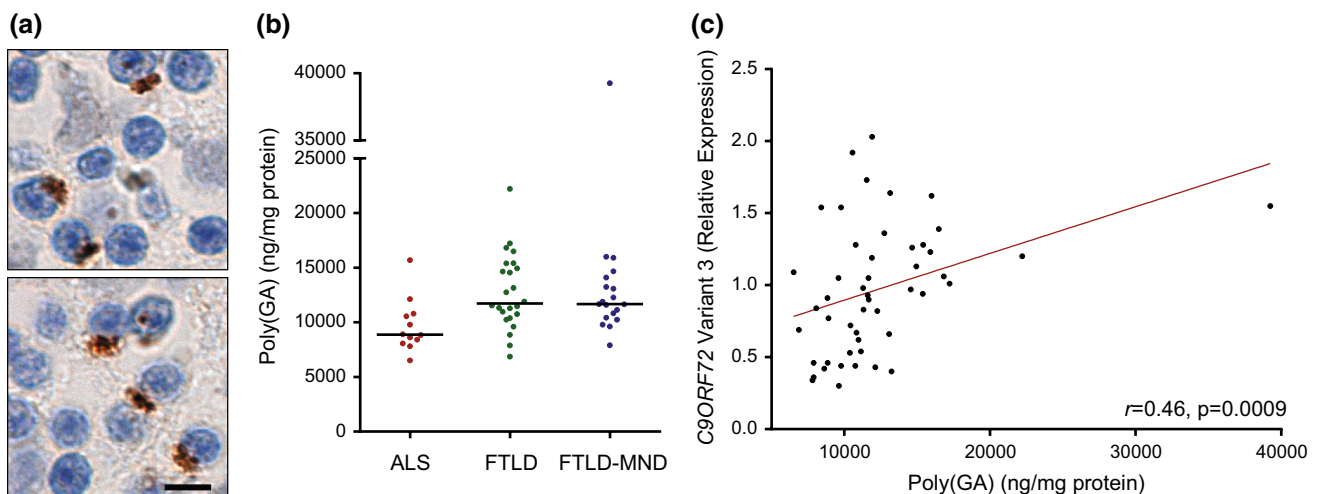 (a)
(b)
(c)
Poly(GA) (ng/mg protein)
40000
35000
25000
20000
15000
10000
5000
0
ALS
FTLD
FTLD-MND
C9ORF72 Variant 3 (Relative Expression)
2.5
2.0
1.5
1.0
0.5
0.0
r=0.46, p=0.0009
10000
20000
30000
40000
Poly(GA) (ng/mg protein)